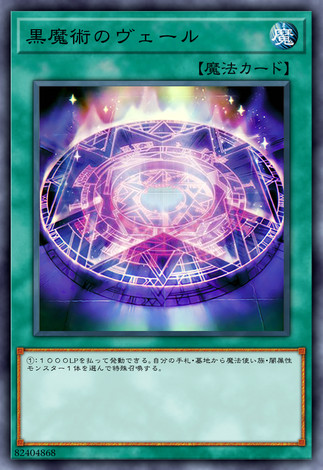 黒魔術のヴェール
魔
【魔法カード】
①:1000LPを払って発動できる。自分の手札・墓地から魔法使い族・闇属性
モンスター1体を選んで特殊召喚する。
82404868